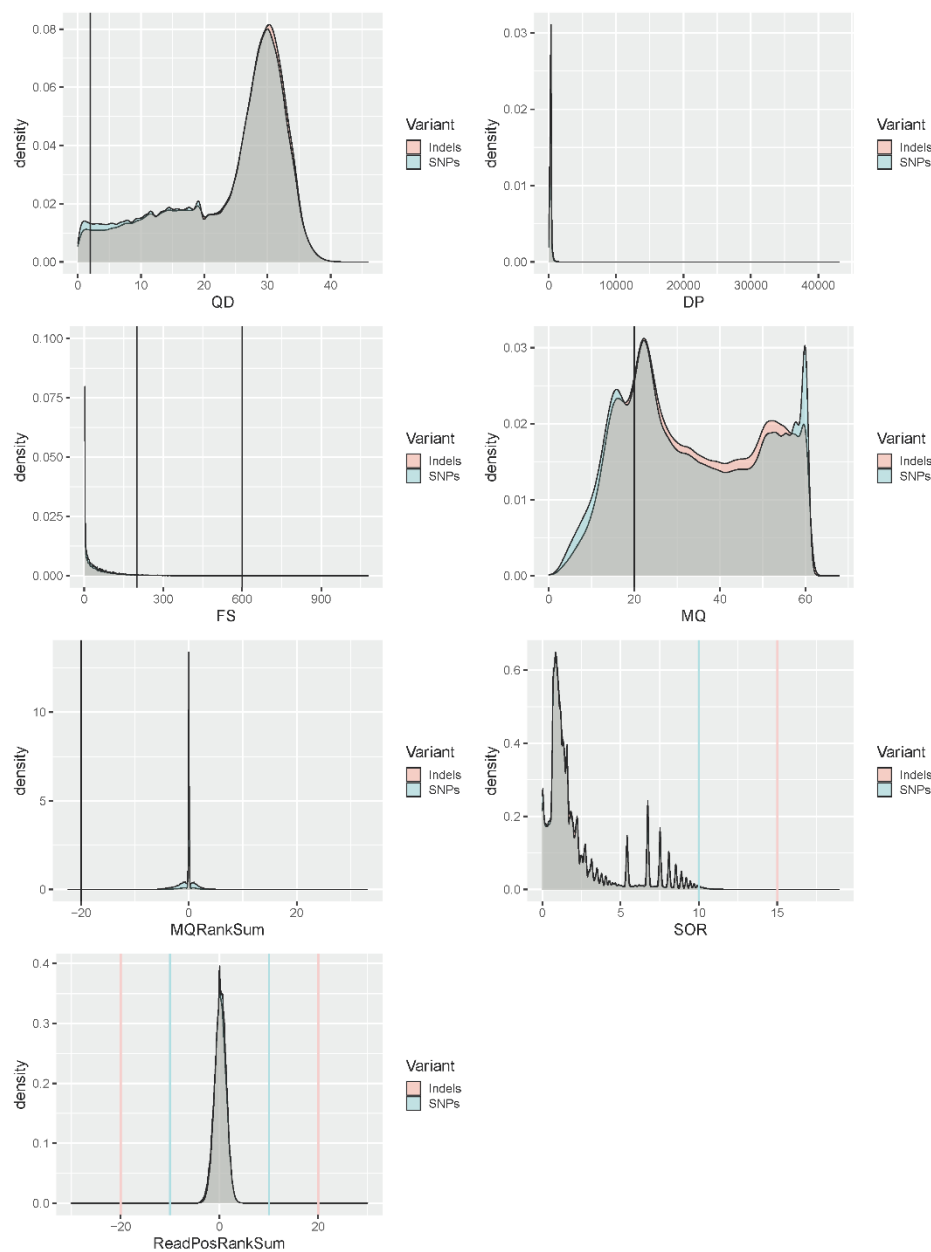 density
0.08
0.06
0.04
0.02
0.00
0 10 20 30 40
QD
Variant
Indels
SNPs
density
0.03
0.02
0.01
0.00
0 10000 20000 30000 40000
DP
Variant
Indels
SNPs
density
0.100
0.075
0.050
0.025
0.000
0 300 600 900
FS
Variant
Indels
SNPs
density
0.03
0.02
0.01
0.00
0 20 40 60
MQ
Variant
Indels
SNPs
density
10
5
0
−20 0 20
MQRankSum
Variant
Indels
SNPs
density
0.6
0.4
0.2
0.0
0 5 10 15
SOR
Variant
Indels
SNPs
density
0.4
0.3
0.2
0.1
0.0
−20 0 20
ReadPosRankSum
Variant
Indels
SNPs